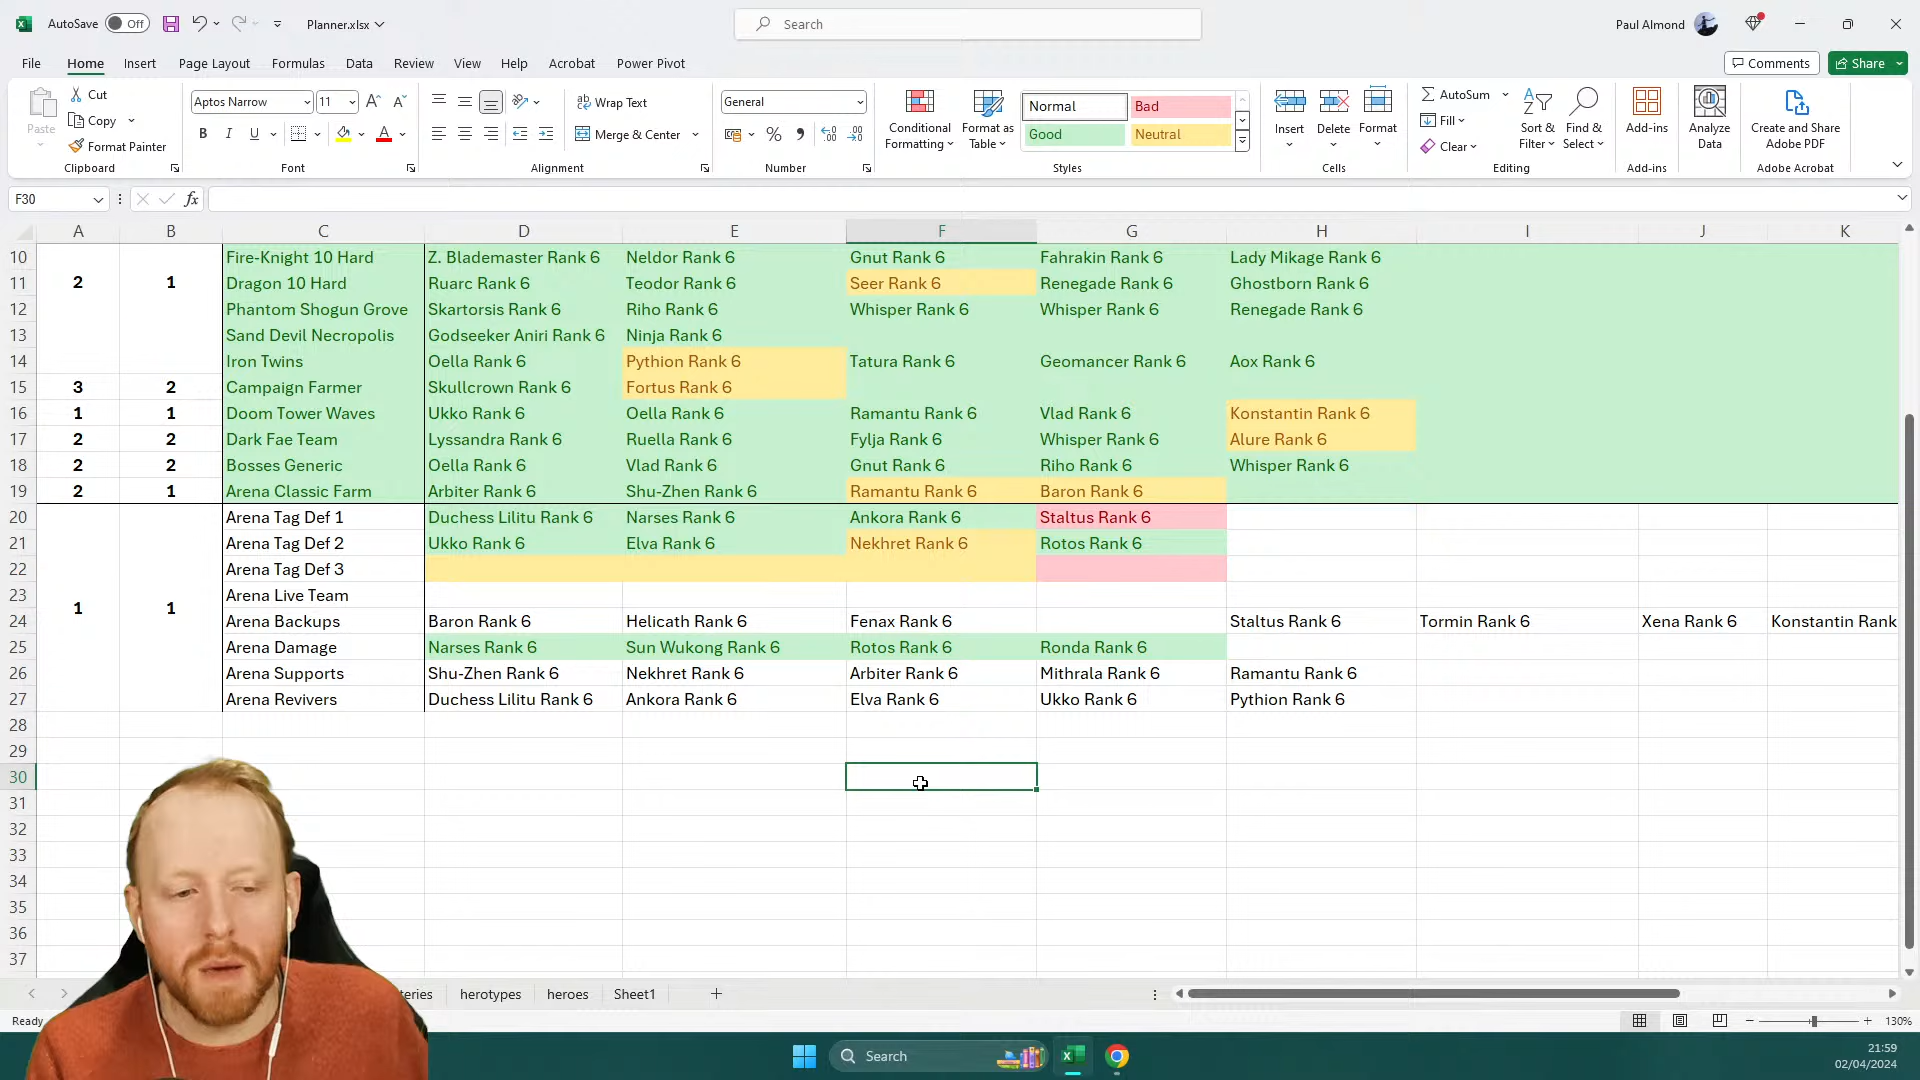 AutoSave Off Planner.xlsx Search Paul Almond
File Home Insert Page Layout Formulas Data Review View Help Acrobat Power Pivot Comments Share
Paste Cut Copy Format Painter Clipboard
Aptos Narrow 11 A A B I U A Font
Wrap Text Merge & Center Alignment
General % , Number
Conditional Formatting Format as Table Normal Bad Good Neutral Styles
Insert Delete Format Cells
AutoSum Fill Clear Sort & Filter Find & Select Editing
Add-ins Add-ins
Analyze Data
Create and Share Adobe PDF Adobe Acrobat
F30 fx
A B C D E F G H I J K
10 Fire-Knight 10 Hard Z. Blademaster Rank 6 Neldor Rank 6 Gnut Rank 6 Fahrakin Rank 6 Lady Mikage Rank 6
11 2 1 Dragon 10 Hard Ruarc Rank 6 Teodor Rank 6 Seer Rank 6 Renegade Rank 6 Ghostborn Rank 6
12 Phantom Shogun Grove Skartorsis Rank 6 Riho Rank 6 Whisper Rank 6 Whisper Rank 6 Renegade Rank 6
13 Sand Devil Necropolis Godseeker Aniri Rank 6 Ninja Rank 6
14 Iron Twins Oella Rank 6 Pythion Rank 6 Tatura Rank 6 Geomancer Rank 6 Aox Rank 6
15 3 2 Campaign Farmer Skullcrown Rank 6 Fortus Rank 6
16 1 1 Doom Tower Waves Ukko Rank 6 Oella Rank 6 Ramantu Rank 6 Vlad Rank 6 Konstantin Rank 6
17 2 2 Dark Fae Team Lyssandra Rank 6 Ruella Rank 6 Fylja Rank 6 Whisper Rank 6 Alure Rank 6
18 2 2 Bosses Generic Oella Rank 6 Vlad Rank 6 Gnut Rank 6 Riho Rank 6 Whisper Rank 6
19 2 1 Arena Classic Farm Arbiter Rank 6 Shu-Zhen Rank 6 Ramantu Rank 6 Baron Rank 6
20 Arena Tag Def 1 Duchess Lilitu Rank 6 Narses Rank 6 Ankora Rank 6 Staltus Rank 6
21 Arena Tag Def 2 Ukko Rank 6 Elva Rank 6 Nekhret Rank 6 Rotos Rank 6
22 Arena Tag Def 3
23 1 1 Arena Live Team
24 Arena Backups Baron Rank 6 Helicath Rank 6 Fenax Rank 6 Staltus Rank 6 Tormin Rank 6 Xena Rank 6 Konstantin Rank
25 Arena Damage Narses Rank 6 Sun Wukong Rank 6 Rotos Rank 6 Ronda Rank 6
26 Arena Supports Shu-Zhen Rank 6 Nekhret Rank 6 Arbiter Rank 6 Mithrala Rank 6 Ramantu Rank 6
27 Arena Revivers Duchess Lilitu Rank 6 Ankora Rank 6 Elva Rank 6 Ukko Rank 6 Pythion Rank 6
28
29
30
31
32
33
34
35
36
37
teries herotypes heroes Sheet1
Ready 130%
Search
21:59
02/04/2024